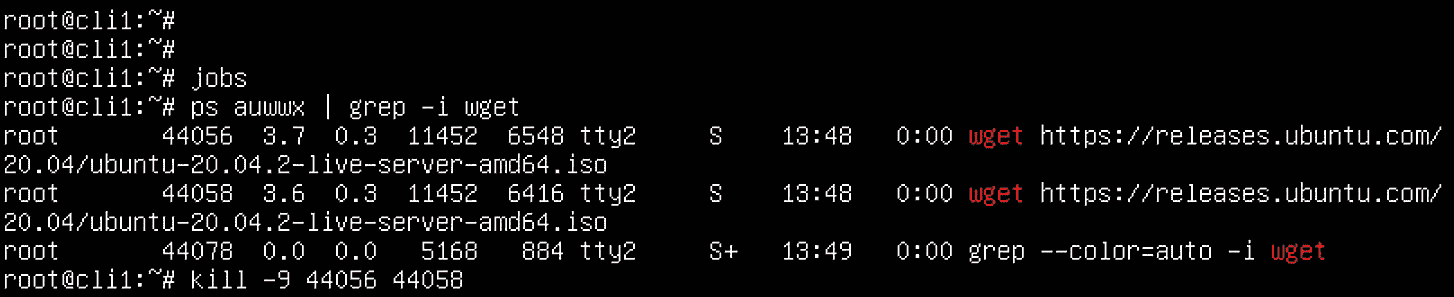 root@cli1:~#
root@cli1:~#
root@cli1:~# jobs
root@cli1:~# ps auwwx | grep -i wget
root       44056  3.7  0.3  11452  6548 tty2     S    13:48   0:00 wget https://releases.ubuntu.com/
20.04/ubuntu-20.04.2-live-server-amd64.iso
root       44058  3.6  0.3  11452  6416 tty2     S    13:48   0:00 wget https://releases.ubuntu.com/
20.04/ubuntu-20.04.2-live-server-amd64.iso
root       44078  0.0  0.0   5168   884 tty2     S+   13:49   0:00 grep --color=auto -i wget
root@cli1:~# kill -9 44056 44058